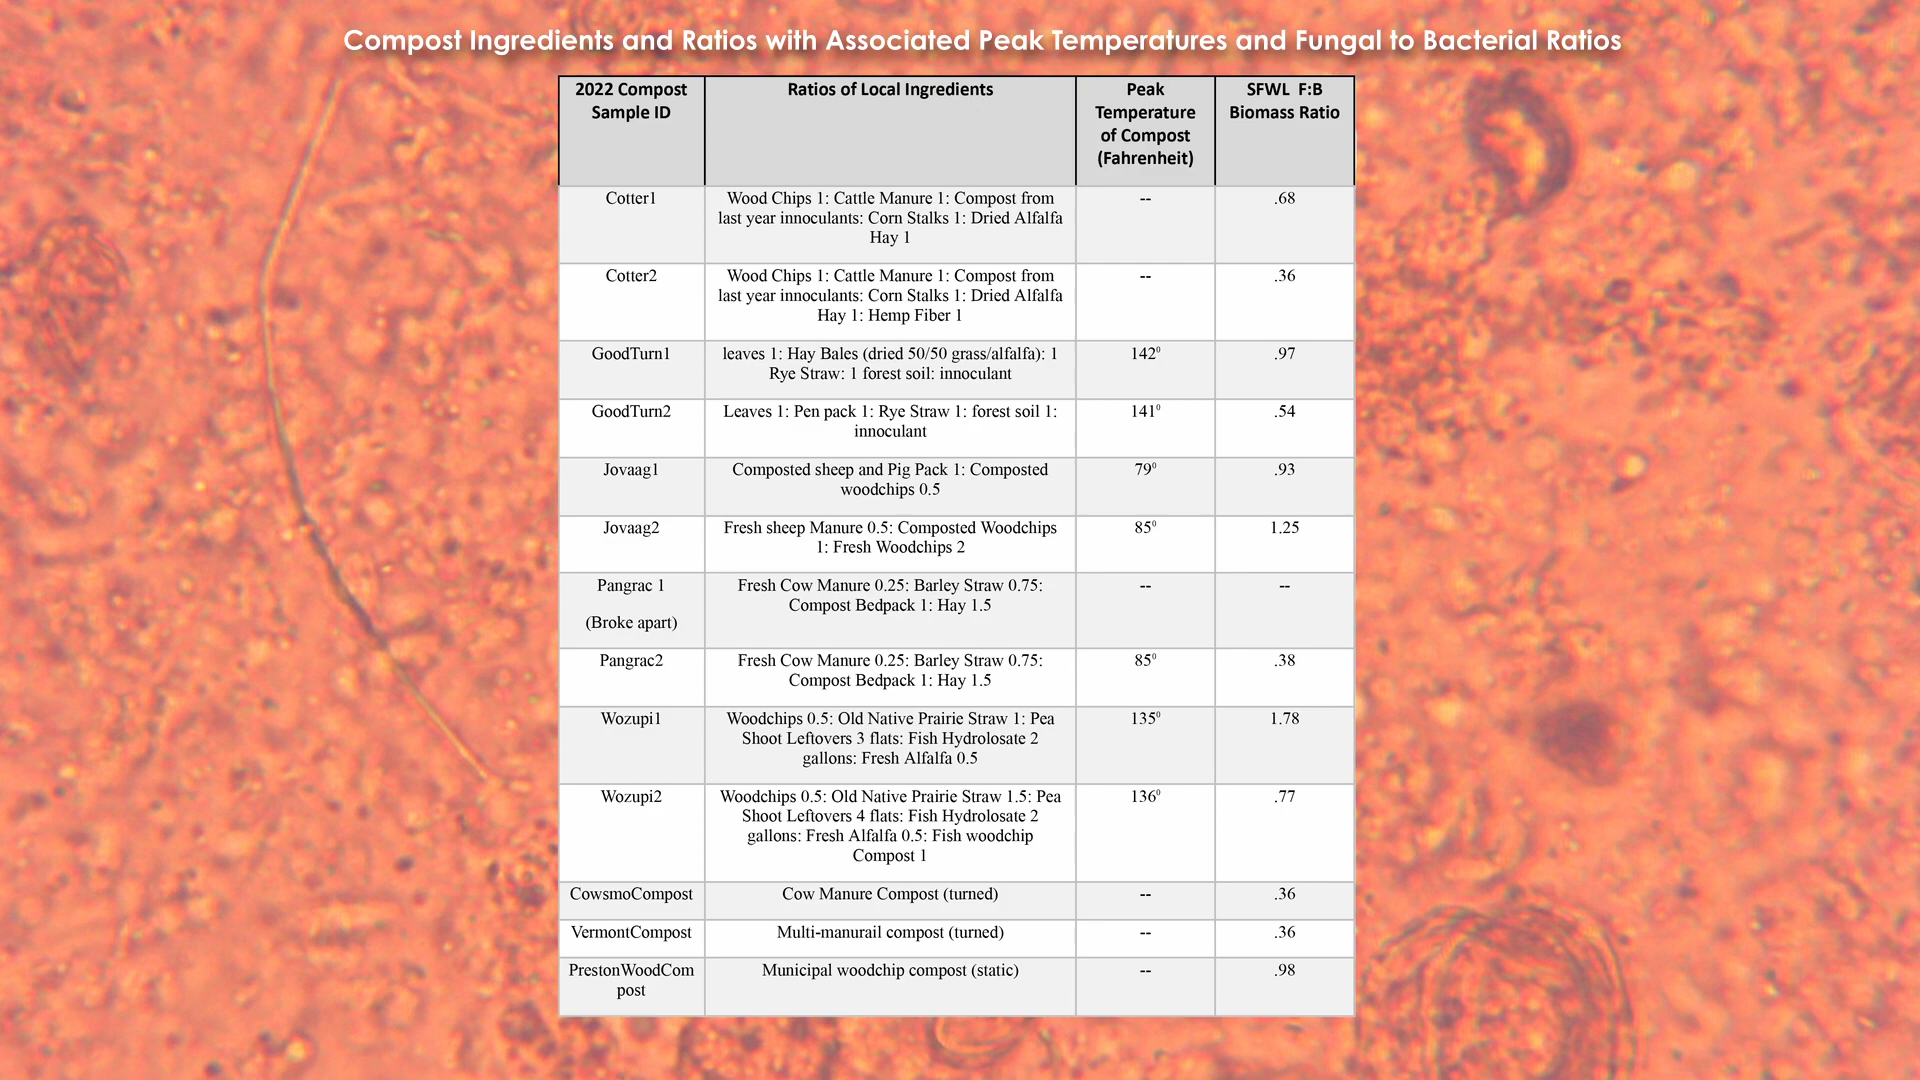 Compost Ingredients and Ratios with Associated Peak Temperatures and Fungal to Bacterial Ratios
2022 Compost
Sample ID
Ratios of Local Ingredients
Peak
Temperature
of Compost
(Fahrenheit)
SFWL F:B
Biomass Ratio
Cotter1
Wood Chips 1: Cattle Manure 1: Compost from
last year innoculants: Corn Stalks 1: Dried Alfalfa
Hay 1
--
.68
Cotter2
Wood Chips 1: Cattle Manure 1: Compost from
last year innoculants: Corn Stalks 1: Dried Alfalfa
Hay 1: Hemp Fiber 1
--
.36
GoodTurn1
leaves 1: Hay Bales (dried 50/50 grass/alfalfa): 1
Rye Straw: 1 forest soil: innoculant
142⁰
.97
GoodTurn2
Leaves 1: Pen pack 1: Rye Straw 1: forest soil 1:
innoculant
141⁰
.54
Jovaag1
Composted sheep and Pig Pack 1: Composted
woodchips 0.5
79⁰
.93
Jovaag2
Fresh sheep Manure 0.5: Composted Woodchips
1: Fresh Woodchips 2
85⁰
1.25
Pangrac 1
(Broke apart)
Fresh Cow Manure 0.25: Barley Straw 0.75:
Compost Bedpack 1: Hay 1.5
--
--
Pangrac2
Fresh Cow Manure 0.25: Barley Straw 0.75:
Compost Bedpack 1: Hay 1.5
85⁰
.38
Wozupi1
Woodchips 0.5: Old Native Prairie Straw 1: Pea
Shoot Leftovers 3 flats: Fish Hydrolosate 2
gallons: Fresh Alfalfa 0.5
135⁰
1.78
Wozupi2
Woodchips 0.5: Old Native Prairie Straw 1.5: Pea
Shoot Leftovers 4 flats: Fish Hydrolosate 2
gallons: Fresh Alfalfa 0.5: Fish woodchip
Compost 1
136⁰
.77
CowsmoCompost
Cow Manure Compost (turned)
--
.36
VermontCompost
Multi-manurail compost (turned)
--
.36
PrestonWoodCom
post
Municipal woodchip compost (static)
--
.98